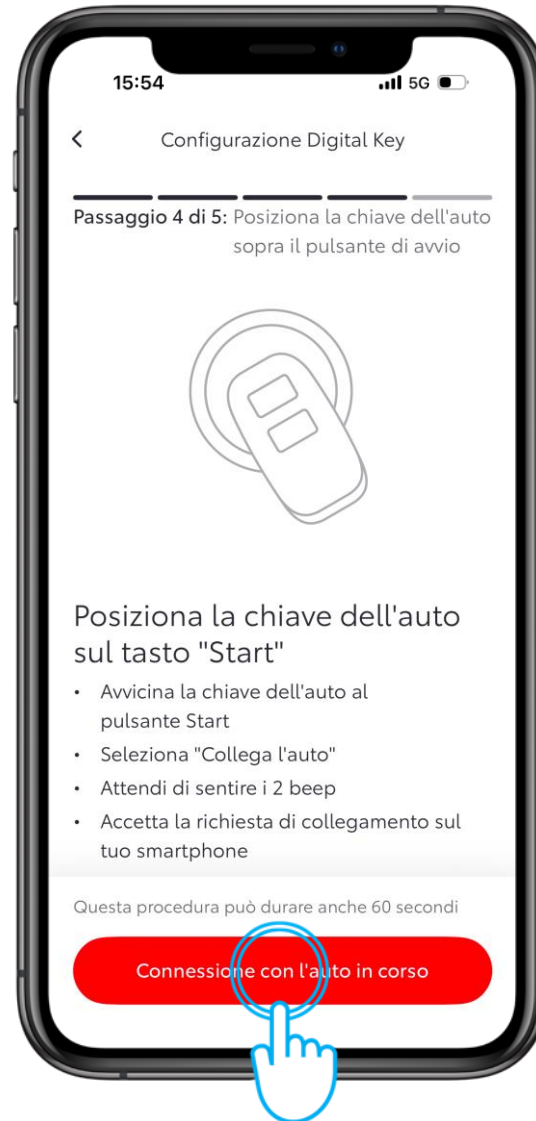 15:54 5G
Configurazione Digital Key
Passaggio 4 di 5: Posiziona la chiave dell'auto
sopra il pulsante di avvio
Posiziona la chiave dell'auto
sul tasto "Start"
• Avvicina la chiave dell'auto al
pulsante Start
• Seleziona "Collega l'auto"
• Attendi di sentire i 2 beep
• Accetta la richiesta di collegamento sul
tuo smartphone
Questa procedura può durare anche 60 secondi
Connessione con l'auto in corso